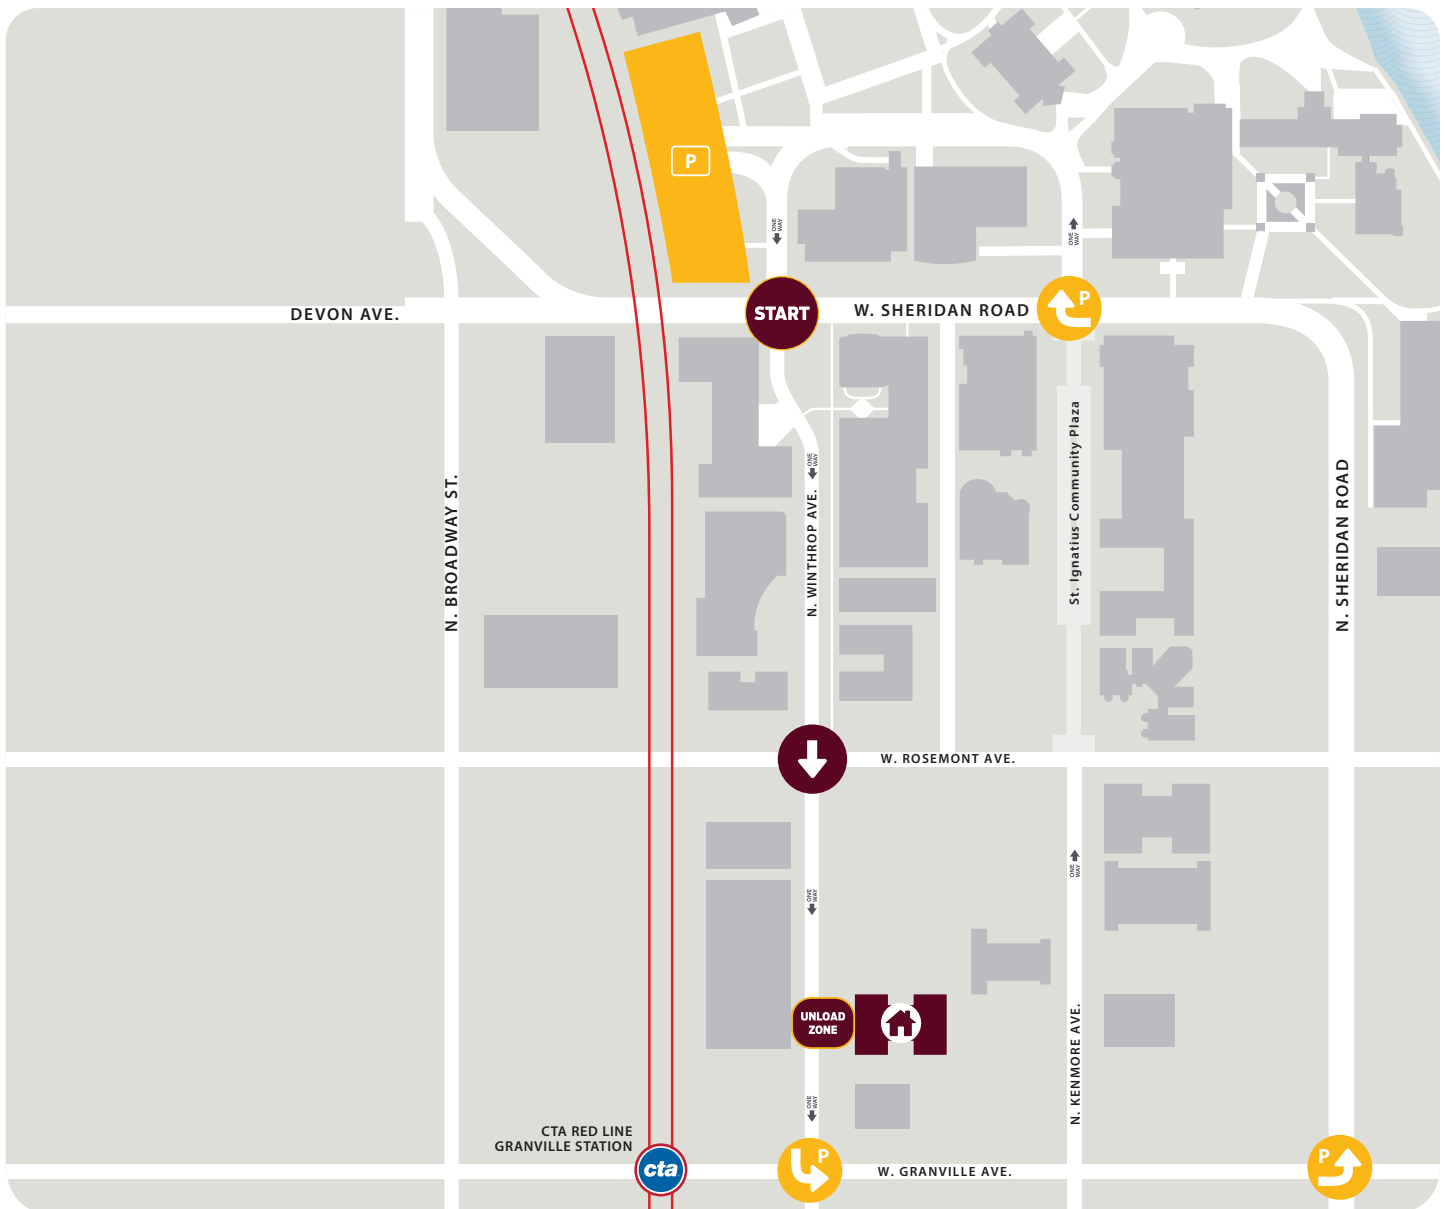 P
ONE
WAY
ONE
WAY
DEVON AVE.
START
W. SHERIDAN ROAD
P
ONE
WAY
N. BROADWAY ST.
N. WINTHROP AVE.
St. Ignatius Community Plaza
N. SHERIDAN ROAD
W. ROSEMONT AVE.
ONE
WAY
ONE
WAY
UNLOAD
ZONE
N. KENMORE AVE.
ONE
WAY
CTA RED LINE
GRANVILLE STATION
cta
P
W. GRANVILLE AVE.
P